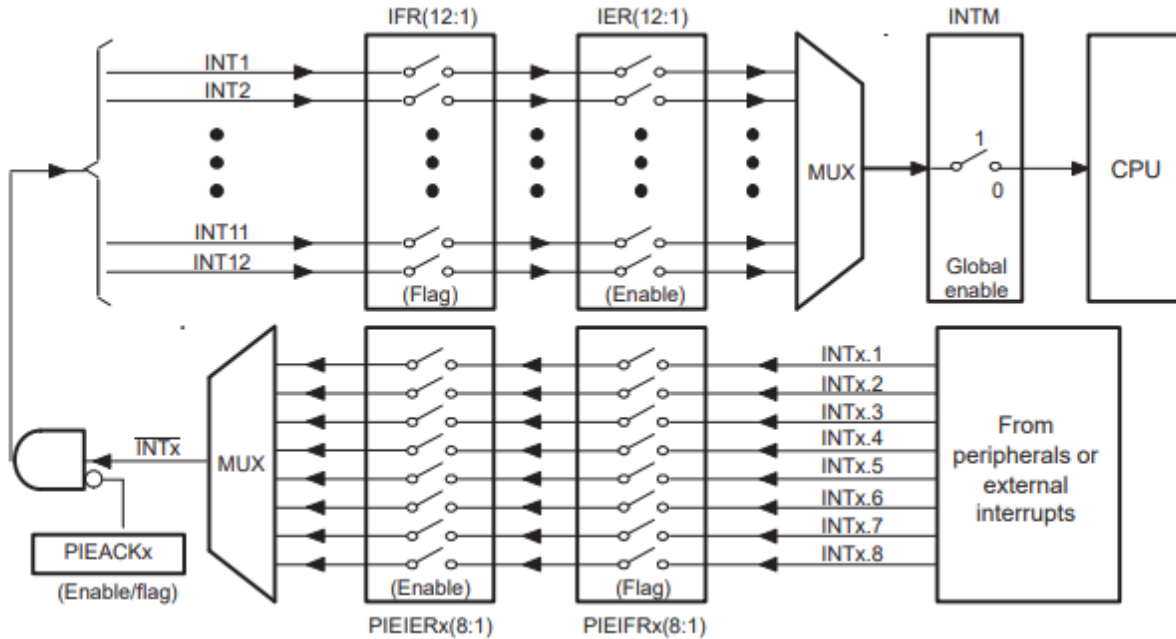 IFR(12:1)
IER(12:1)
INTM
INT1
INT2
1
MUX
CPU
0
INT11
INT12
(Flag)
(Enable)
Global
enable
INTx.1
INTx.2
INTx.3
INTx.4
INTx.5
INTx.6
INTx.7
INTx.8
From
peripherals or
external
interrupts
INTx
MUX
PIEACKx
(Enable/flag)
(Enable)
(Flag)
PIEIERx(8:1)
PIEIFRx(8:1)